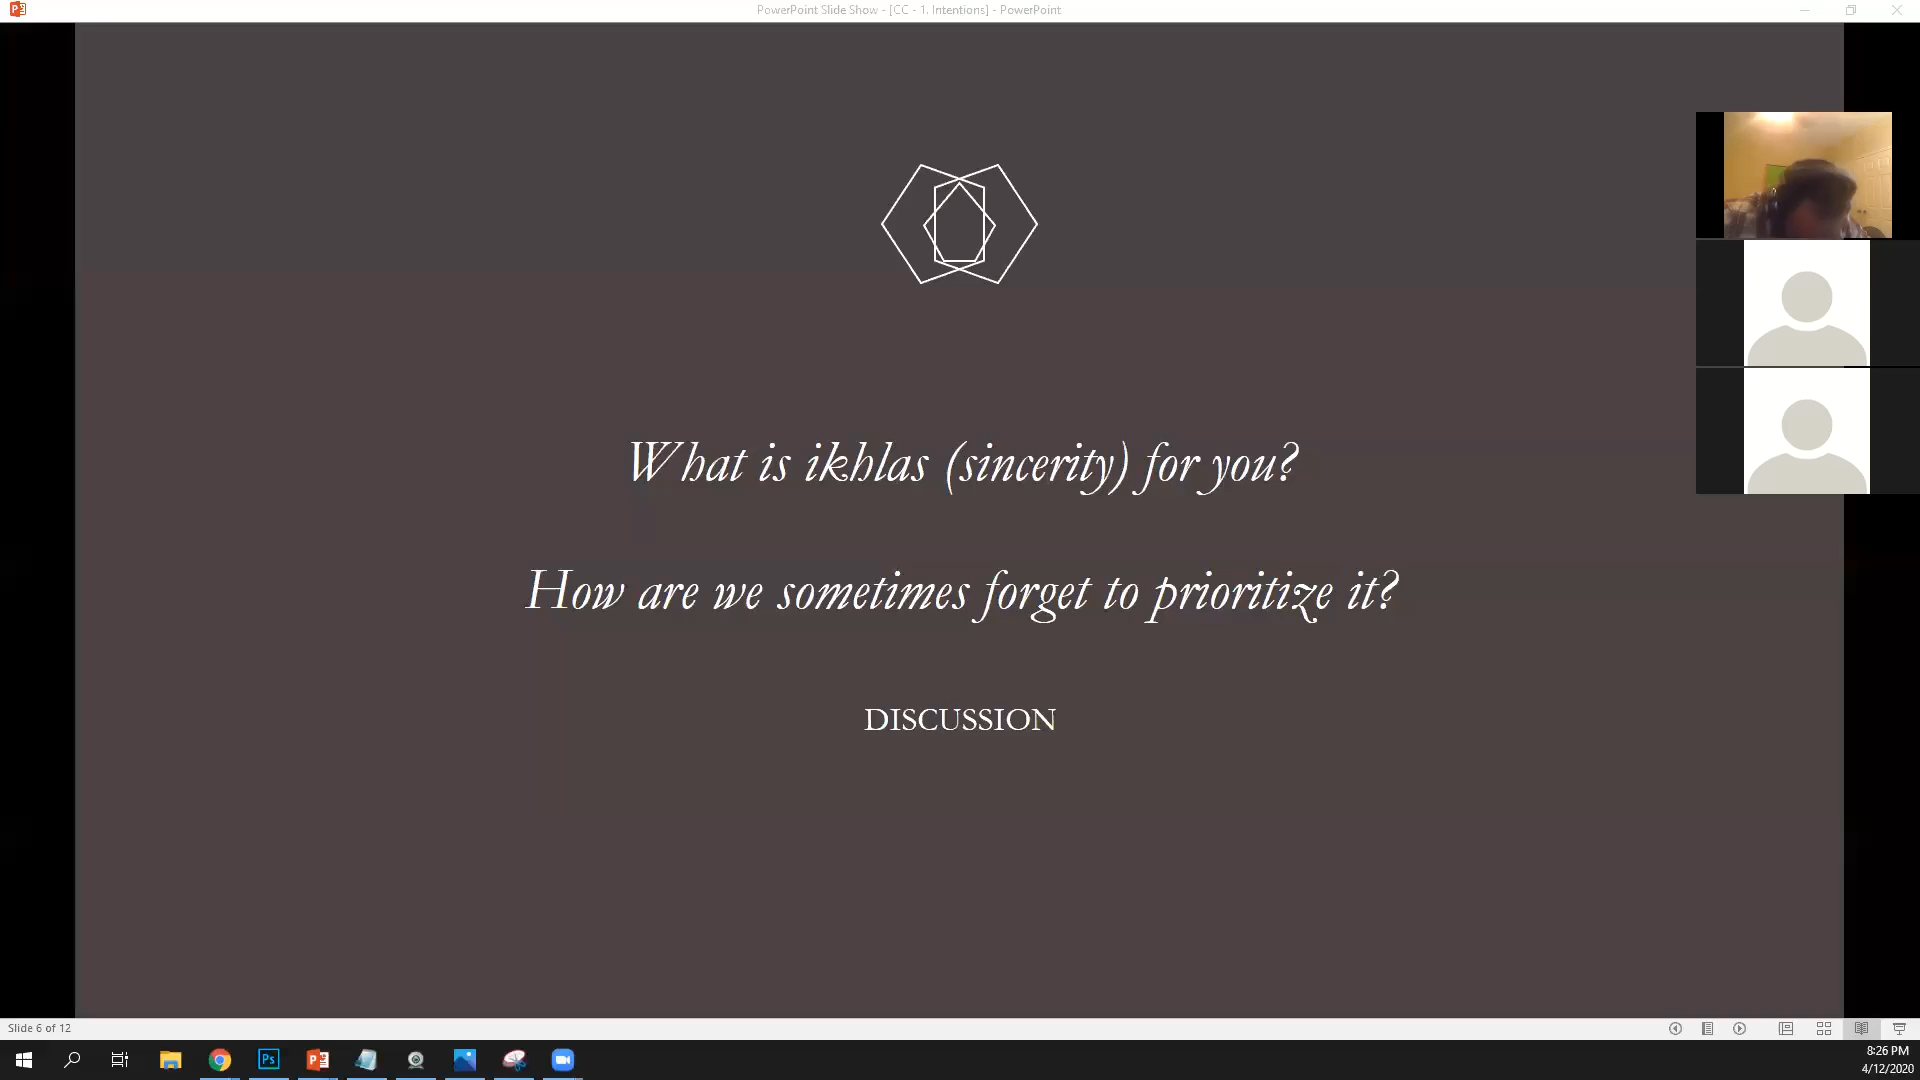 PowerPoint Slide Show - [CC - 1. Intentions] - PowerPoint
What is ikhlas (sincerity) for you?
How are we sometimes forget to prioritize it?
DISCUSSION
Slide 6 of 12
Ps
8:26 PM
4/12/2020